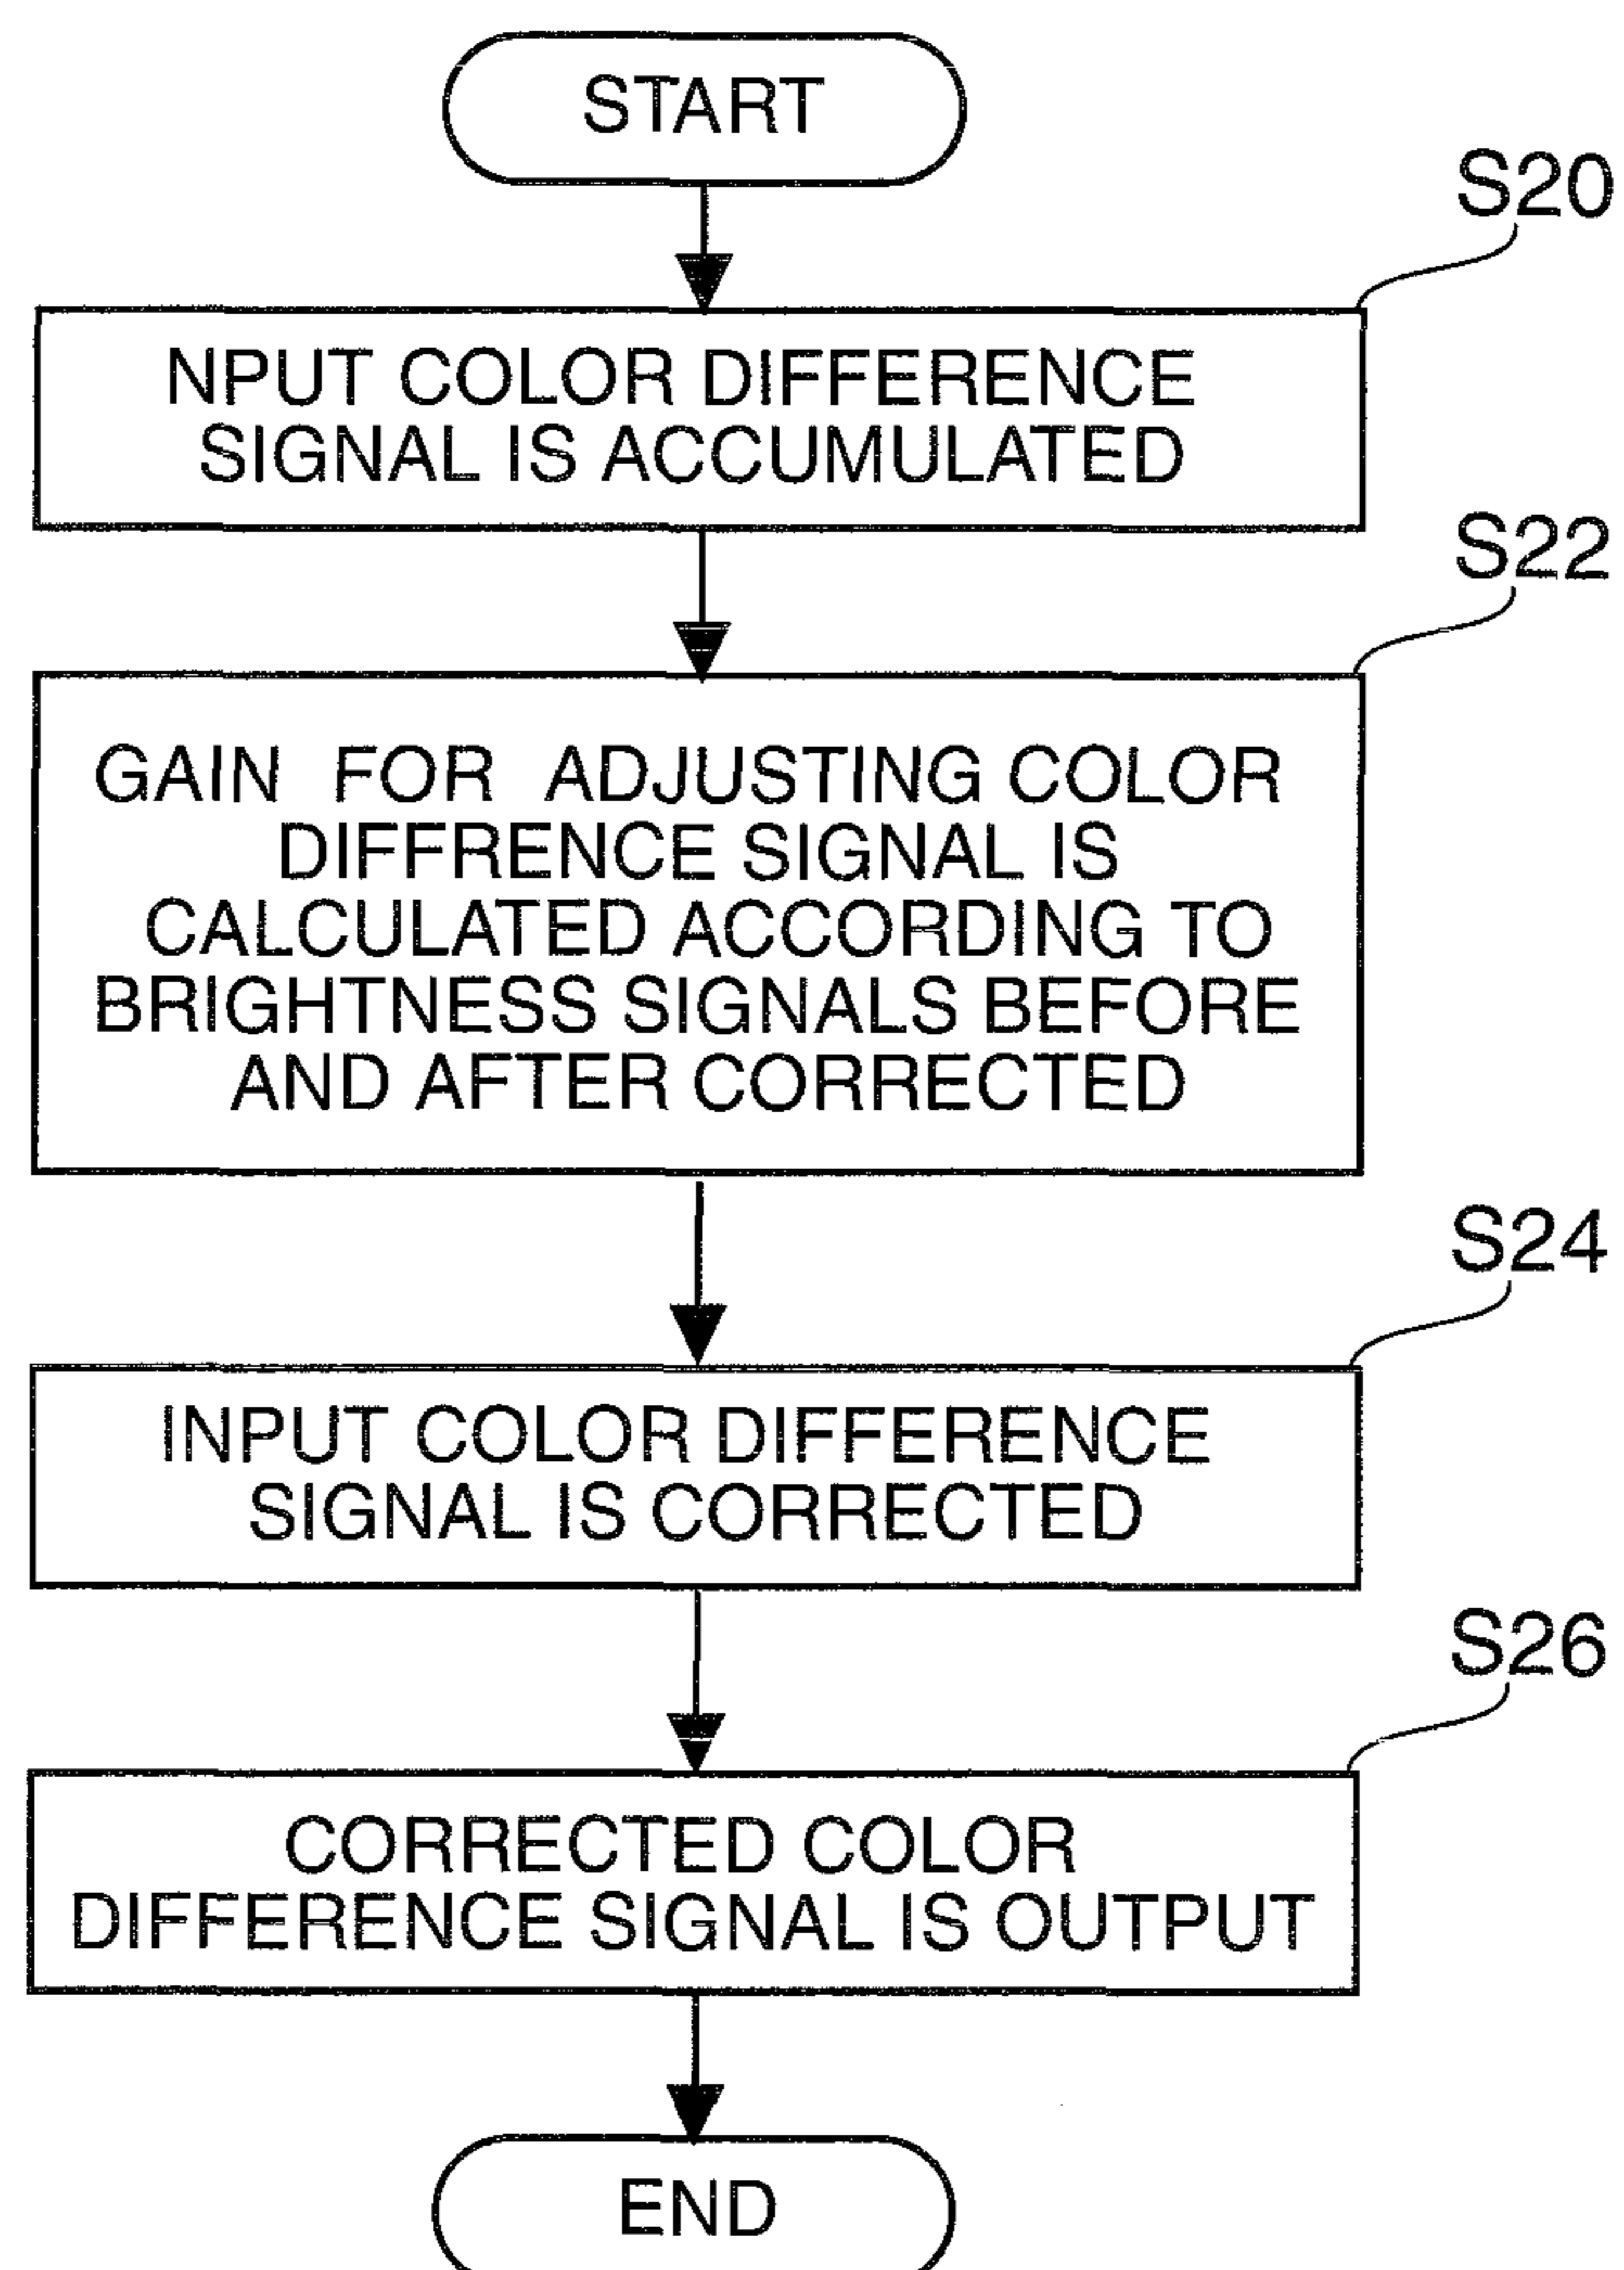 START
S20
NPUT COLOR DIFFERENCE
SIGNAL IS ACCUMULATED
S22
GAIN FOR ADJUSTING COLOR
DIFFRENCE SIGNAL IS
CALCULATED ACCORDING TO
BRIGHTNESS SIGNALS BEFORE
AND AFTER CORRECTED
S24
INPUT COLOR DIFFERENCE
SIGNAL IS CORRECTED
S26
CORRECTED COLOR
DIFFERENCE SIGNAL IS OUTPUT
END